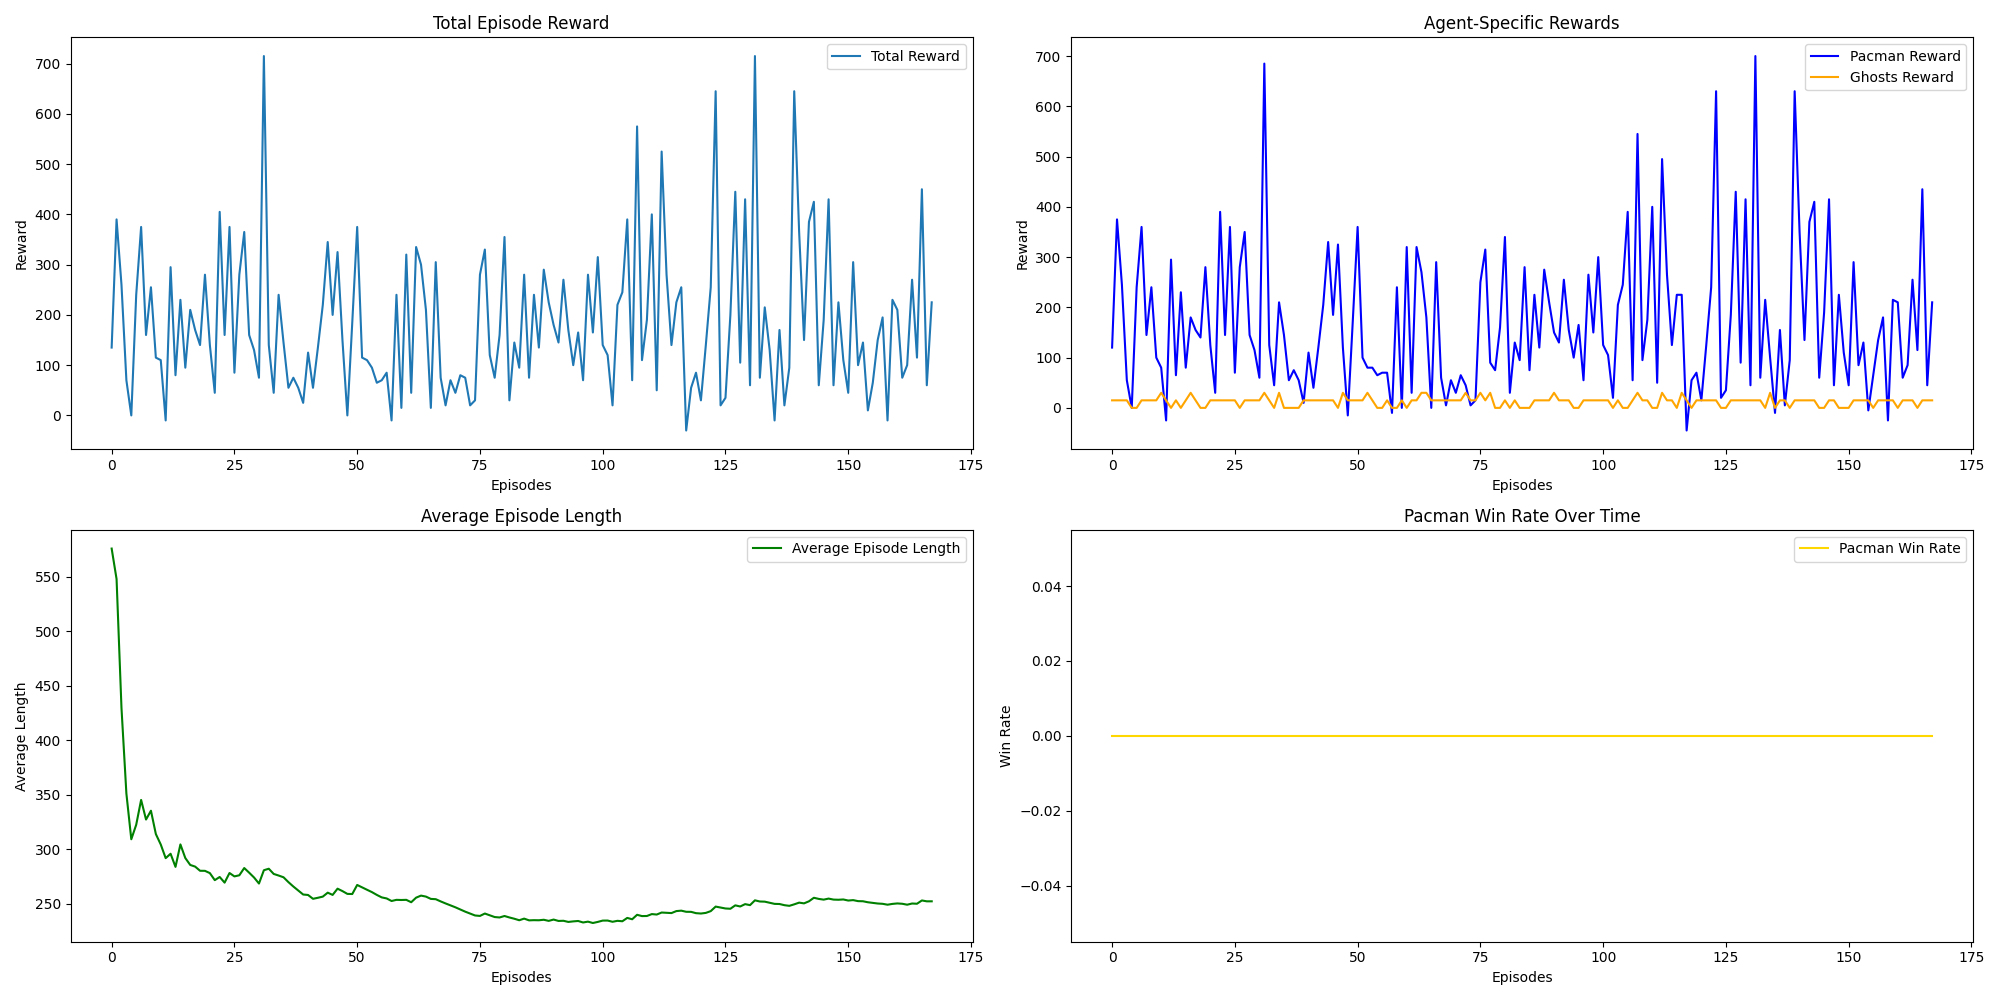 Total Episode Reward
Total Reward
700
600
500
400
300
200
100
0
Reward
0 25 50 75 100 125 150 175
Episodes
Agent-Specific Rewards
Pacman Reward
Ghosts Reward
700
600
500
400
300
200
100
0
Reward
0 25 50 75 100 125 150 175
Episodes
Average Episode Length
Average Episode Length
550
500
450
400
350
300
250
Average Length
0 25 50 75 100 125 150 175
Episodes
Pacman Win Rate Over Time
Pacman Win Rate
0.04
0.02
0.00
−0.02
−0.04
Win Rate
0 25 50 75 100 125 150 175
Episodes